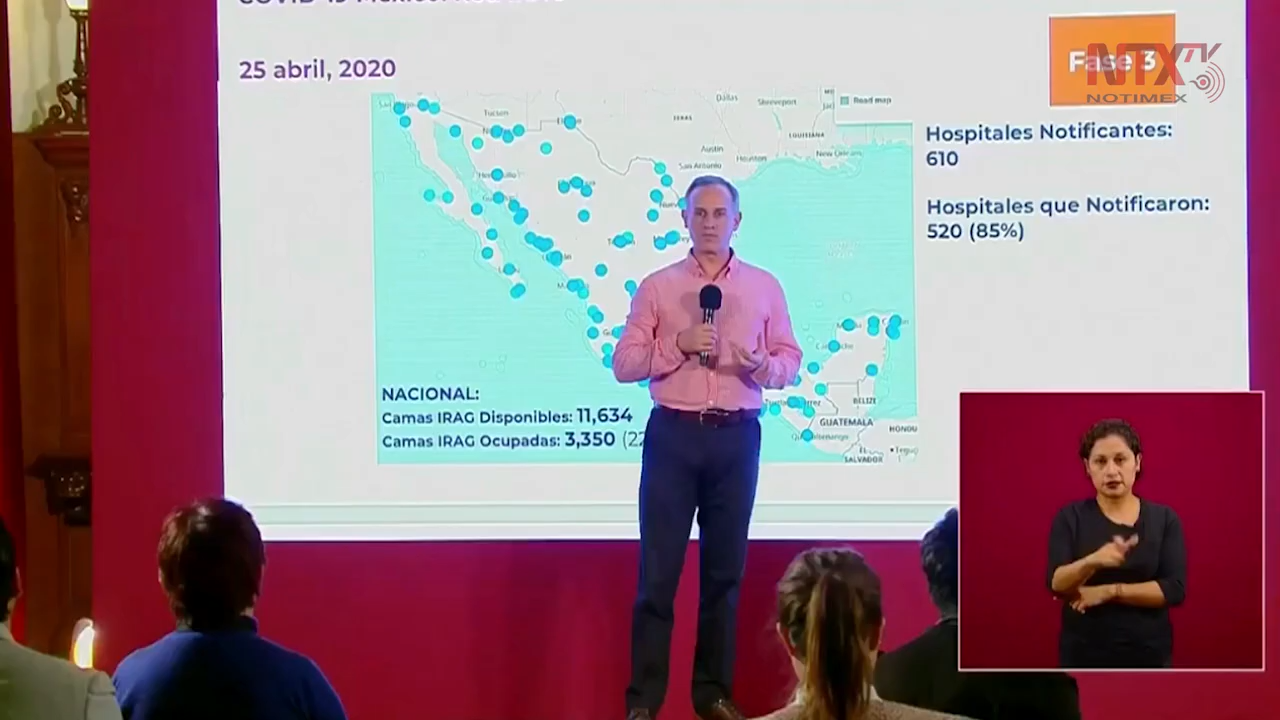 25 abril, 2020
Fase 3
NTX TV
NOTIMEX
Road map
Hospitales Notificantes:
610
Hospitales que Notificaron:
520 (85%)
Tucson
Dallas
Shreveport
TEXAS
LOUISIANA
Austin
Houston
New Orleans
San Antonio
BELIZE
GUATEMALA
HONDU
SALVADOR
NACIONAL:
Camas IRAG Disponibles: 11,634
Camas IRAG Ocupadas: 3,350 (22